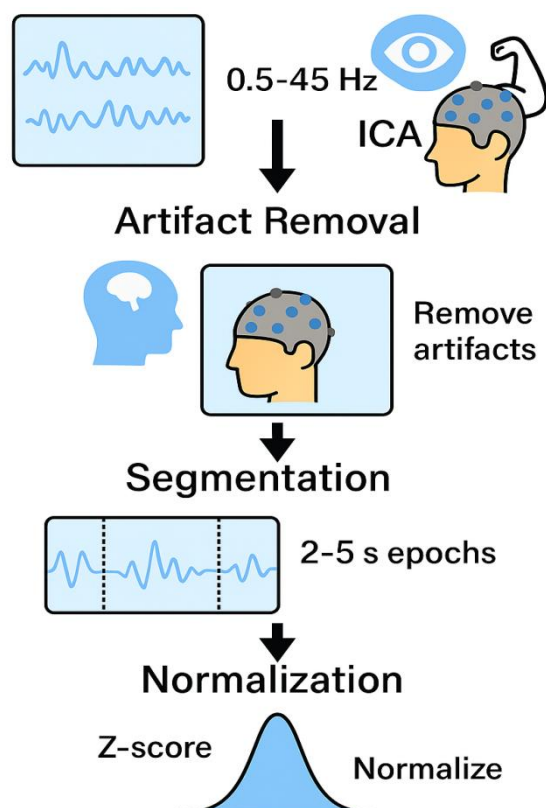 0.5-45 Hz
ICA
Artifact Removal
Remove
artifacts
Segmentation
2-5 s epochs
Normalization
Z-score
Normalize